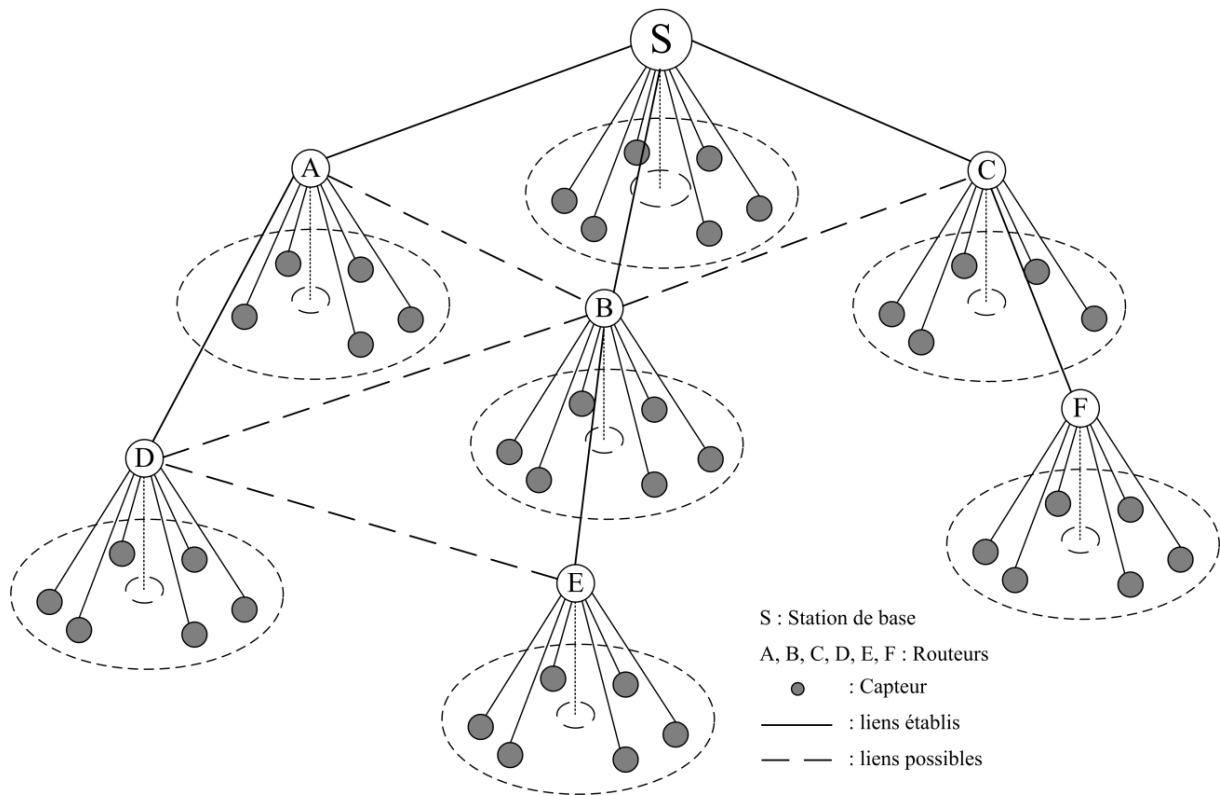 S
A
C
B
F
D
E
S : Station de base
A, B, C, D, E, F : Routeurs
: Capteur
: liens établis
: liens possibles